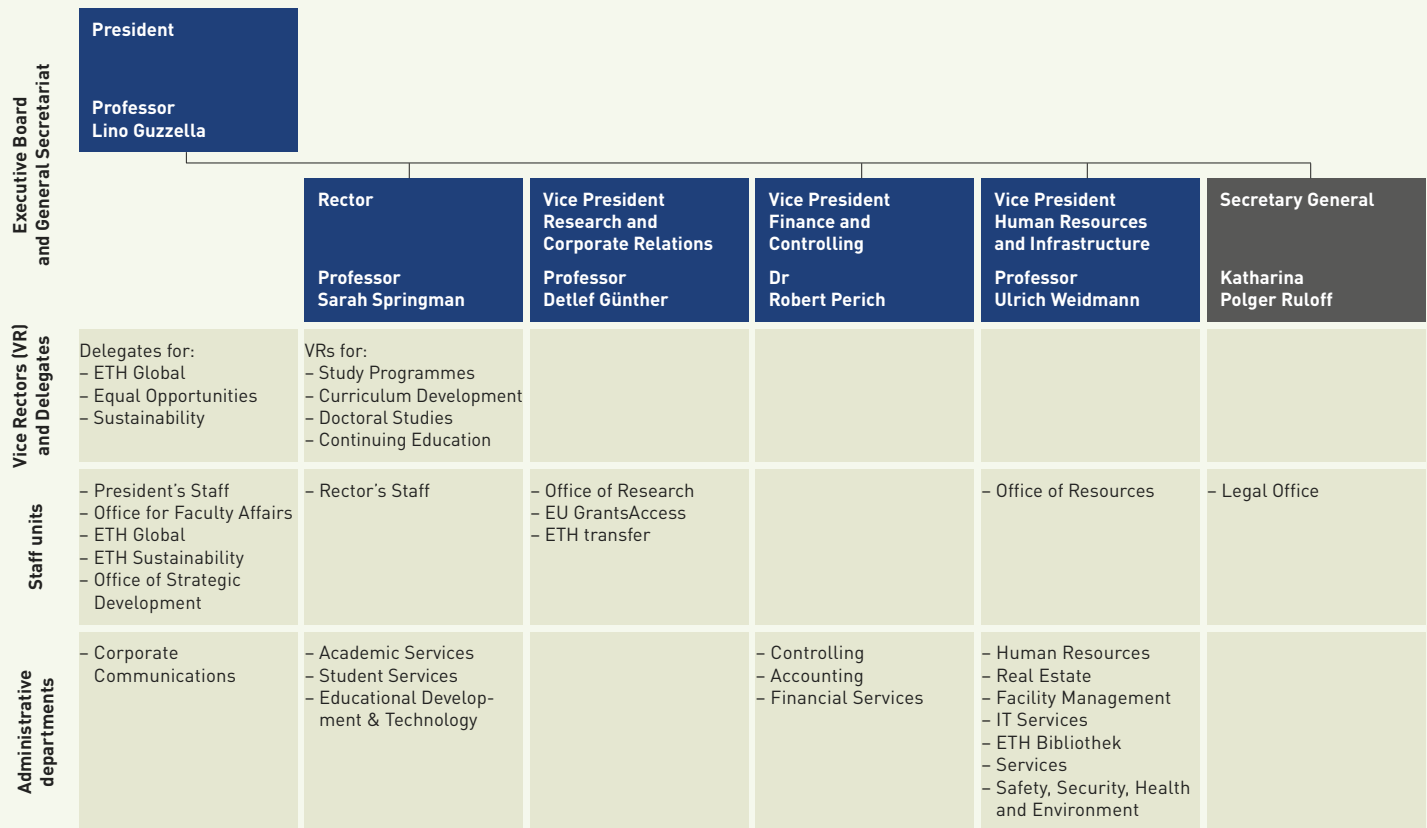 Executive Board
and General Secretariat
President
Professor
Lino Guzzella
Rector
Professor
Sarah Springman
Vice President
Research and
Corporate Relations
Professor
Detlef Günther
Vice President
Finance and
Controlling
Dr
Robert Perich
Vice President
Human Resources
and Infrastructure
Professor
Ulrich Weidmann
Secretary General
Katharina
Polger Ruloff
Vice Rectors (VR)
and Delegates
Delegates for:
– ETH Global
– Equal Opportunities
– Sustainability
VRs for:
– Study Programmes
– Curriculum Development
– Doctoral Studies
– Continuing Education
Staff units
– President’s Staff
– Office for Faculty Affairs
– ETH Global
– ETH Sustainability
– Office of Strategic
Development
– Rector’s Staff
– Office of Research
– EU GrantsAccess
– ETH transfer
– Office of Resources
– Legal Office
Administrative
departments
– Corporate
Communications
– Academic Services
– Student Services
– Educational Develop-
ment & Technology
– Controlling
– Accounting
– Financial Services
– Human Resources
– Real Estate
– Facility Management
– IT Services
– ETH Bibliothek
– Services
– Safety, Security, Health
and Environment